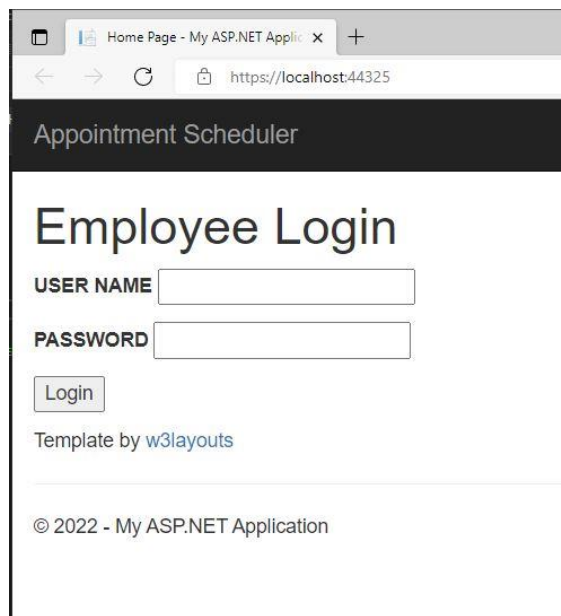 Home Page - My ASP.NET Applic
https://localhost:44325
Appointment Scheduler
Employee Login
USER NAME
PASSWORD
Login
Template by w3layouts
© 2022 - My ASP.NET Application